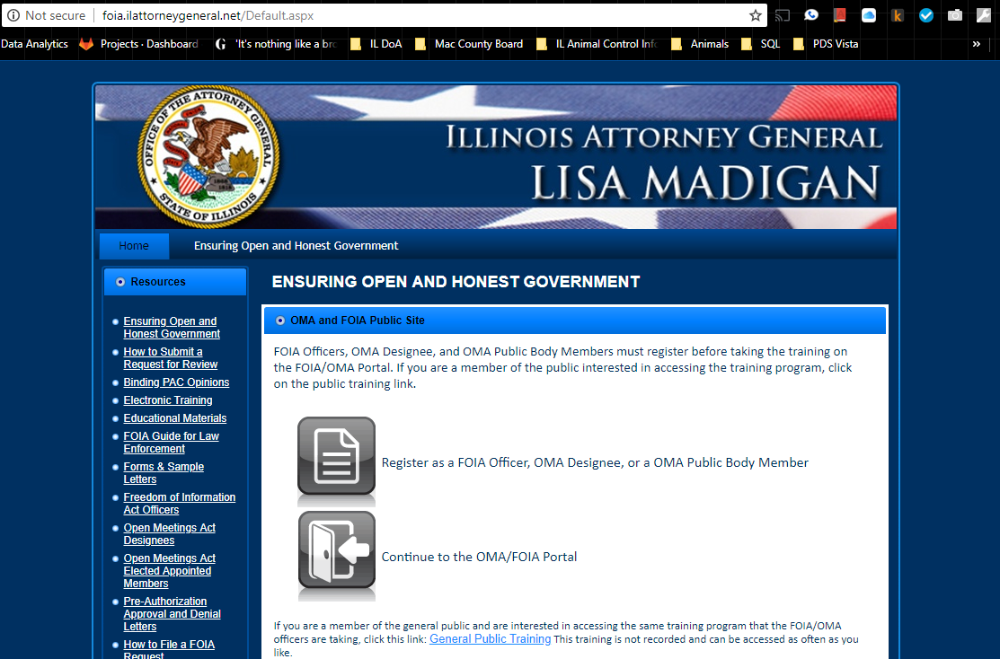 Not secure | foia.ilattorneygeneral.net/Default.aspx
Data Analytics Projects · Dashboard G 'It's nothing like a bro IL DoA Mac County Board IL Animal Control Info Animals SQL PDS Vista »
OFFICE OF THE ATTORNEY GENERAL
STATE OF ILLINOIS
ILLINOIS ATTORNEY GENERAL
LISA MADIGAN
Home Ensuring Open and Honest Government
Resources
Ensuring Open and
Honest Government
How to Submit a
Request for Review
Binding PAC Opinions
Electronic Training
Educational Materials
FOIA Guide for Law
Enforcement
Forms & Sample
Letters
Freedom of Information
Act Officers
Open Meetings Act
Designees
Open Meetings Act
Elected Appointed
Members
Pre-Authorization
Approval and Denial
Letters
How to File a FOIA
Request
ENSURING OPEN AND HONEST GOVERNMENT
OMA and FOIA Public Site
FOIA Officers, OMA Designee, and OMA Public Body Members must register before taking the training on
the FOIA/OMA Portal. If you are a member of the public interested in accessing the training program, click
on the public training link.
Register as a FOIA Officer, OMA Designee, or a OMA Public Body Member
Continue to the OMA/FOIA Portal
If you are a member of the general public and are interested in accessing the same training program that the FOIA/OMA
officers are taking, click this link: General Public Training This training is not recorded and can be accessed as often as you
like.